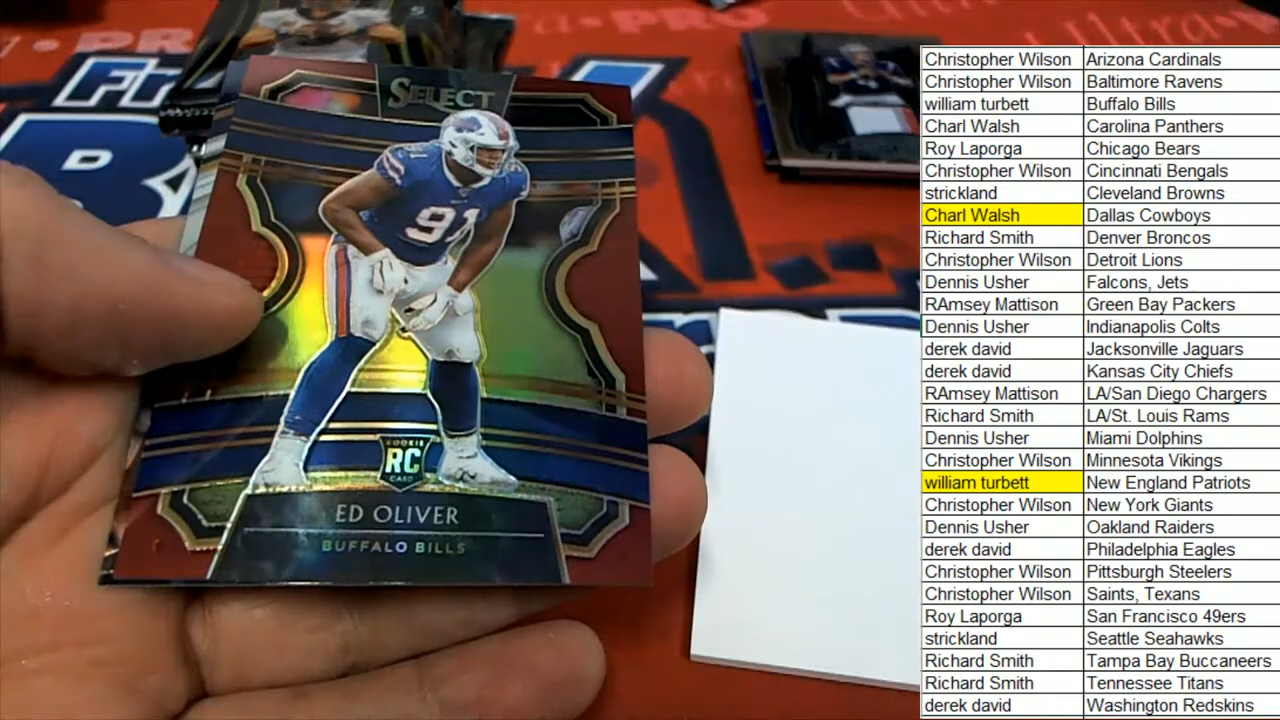 SELECT
91
ROOKIE
RC
CARD
ED OLIVER
BUFFALO BILLS
PRO
Christopher Wilson Arizona Cardinals
Christopher Wilson Baltimore Ravens
william turbett Buffalo Bills
Charl Walsh Carolina Panthers
Roy Laporga Chicago Bears
Christopher Wilson Cincinnati Bengals
strickland Cleveland Browns
Charl Walsh Dallas Cowboys
Richard Smith Denver Broncos
Christopher Wilson Detroit Lions
Dennis Usher Falcons, Jets
RAmsey Mattison Green Bay Packers
Dennis Usher Indianapolis Colts
derek david Jacksonville Jaguars
derek david Kansas City Chiefs
RAmsey Mattison LA/San Diego Chargers
Richard Smith LA/St. Louis Rams
Dennis Usher Miami Dolphins
Christopher Wilson Minnesota Vikings
william turbett New England Patriots
Christopher Wilson New York Giants
Dennis Usher Oakland Raiders
derek david Philadelphia Eagles
Christopher Wilson Pittsburgh Steelers
Christopher Wilson Saints, Texans
Roy Laporga San Francisco 49ers
strickland Seattle Seahawks
Richard Smith Tampa Bay Buccaneers
Richard Smith Tennessee Titans
derek david Washington Redskins